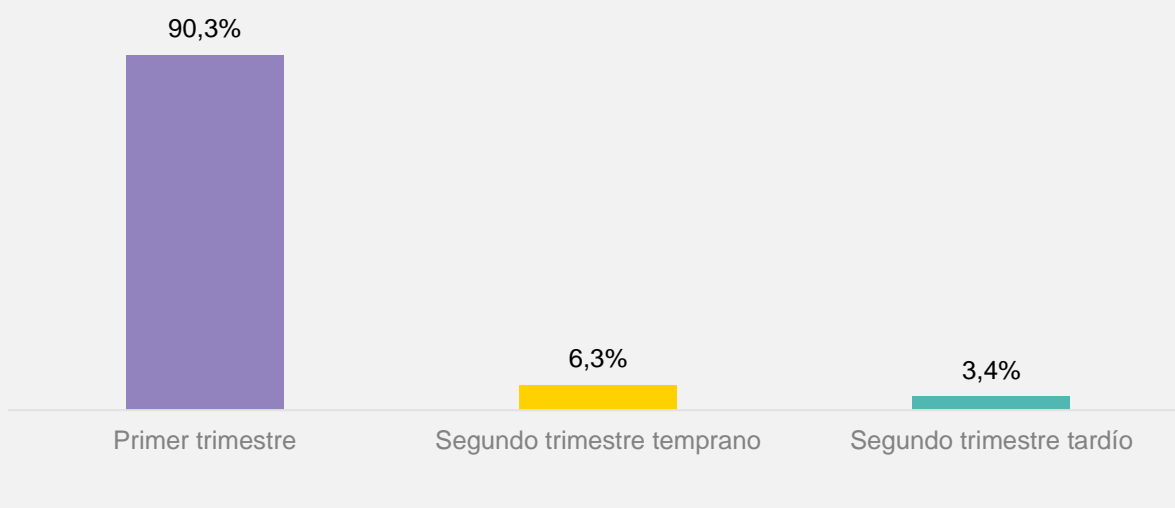 90,3%
6,3%
3,4%
Primer trimestre
Segundo trimestre temprano
Segundo trimestre tardío